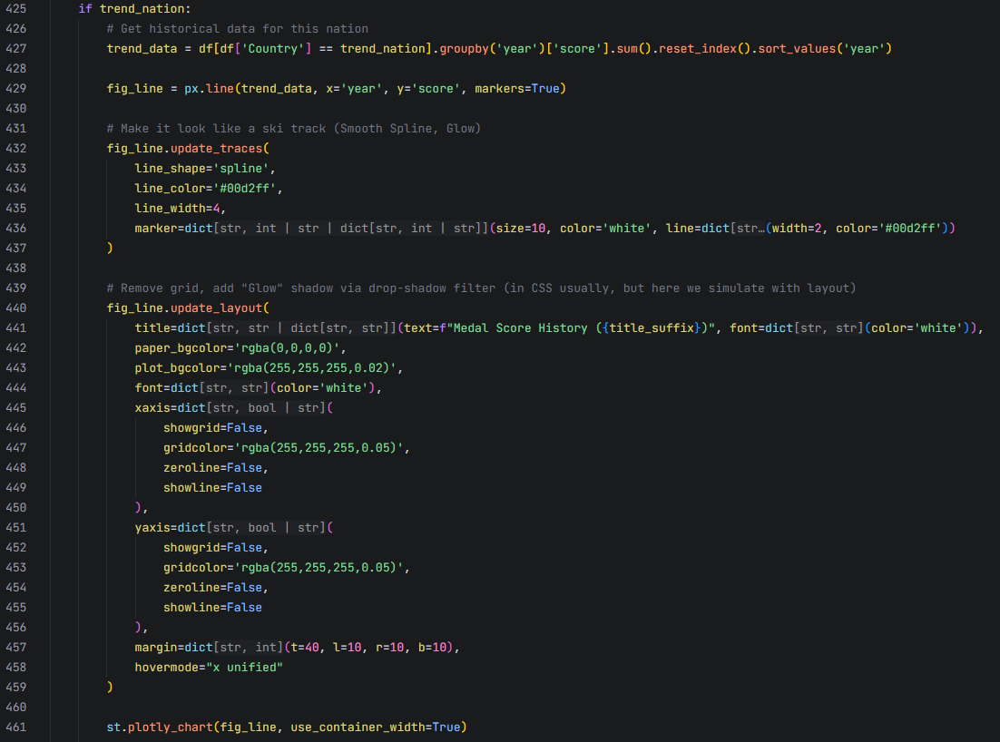 425 if trend_nation:
426 # Get historical data for this nation
427 trend_data = df[df['Country'] == trend_nation].groupby('year')['score'].sum().reset_index().sort_values('year')
428
429 fig_line = px.line(trend_data, x='year', y='score', markers=True)
430
431 # Make it look like a ski track (Smooth Spline, Glow)
432 fig_line.update_traces(
433 line_shape='spline',
434 line_color='#00d2ff',
435 line_width=4,
436 marker=dict[str, int | str | dict[str, int | str]](size=10, color='white', line=dict[str…(width=2, color='#00d2ff'))
437 )
438
439 # Remove grid, add "Glow" shadow via drop-shadow filter (in CSS usually, but here we simulate with layout)
440 fig_line.update_layout(
441 title=dict[str, str | dict[str, str]](text=f"Medal Score History ({title_suffix})", font=dict[str, str](color='white')),
442 paper_bgcolor='rgba(0,0,0,0)',
443 plot_bgcolor='rgba(255,255,255,0.02)',
444 font=dict[str, str](color='white'),
445 xaxis=dict[str, bool | str](
446 showgrid=False,
447 gridcolor='rgba(255,255,255,0.05)',
448 zeroline=False,
449 showline=False
450 ),
451 yaxis=dict[str, bool | str](
452 showgrid=False,
453 gridcolor='rgba(255,255,255,0.05)',
454 zeroline=False,
455 showline=False
456 ),
457 margin=dict[str, int](t=40, l=10, r=10, b=10),
458 hovermode="x unified"
459 )
460
461 st.plotly_chart(fig_line, use_container_width=True)